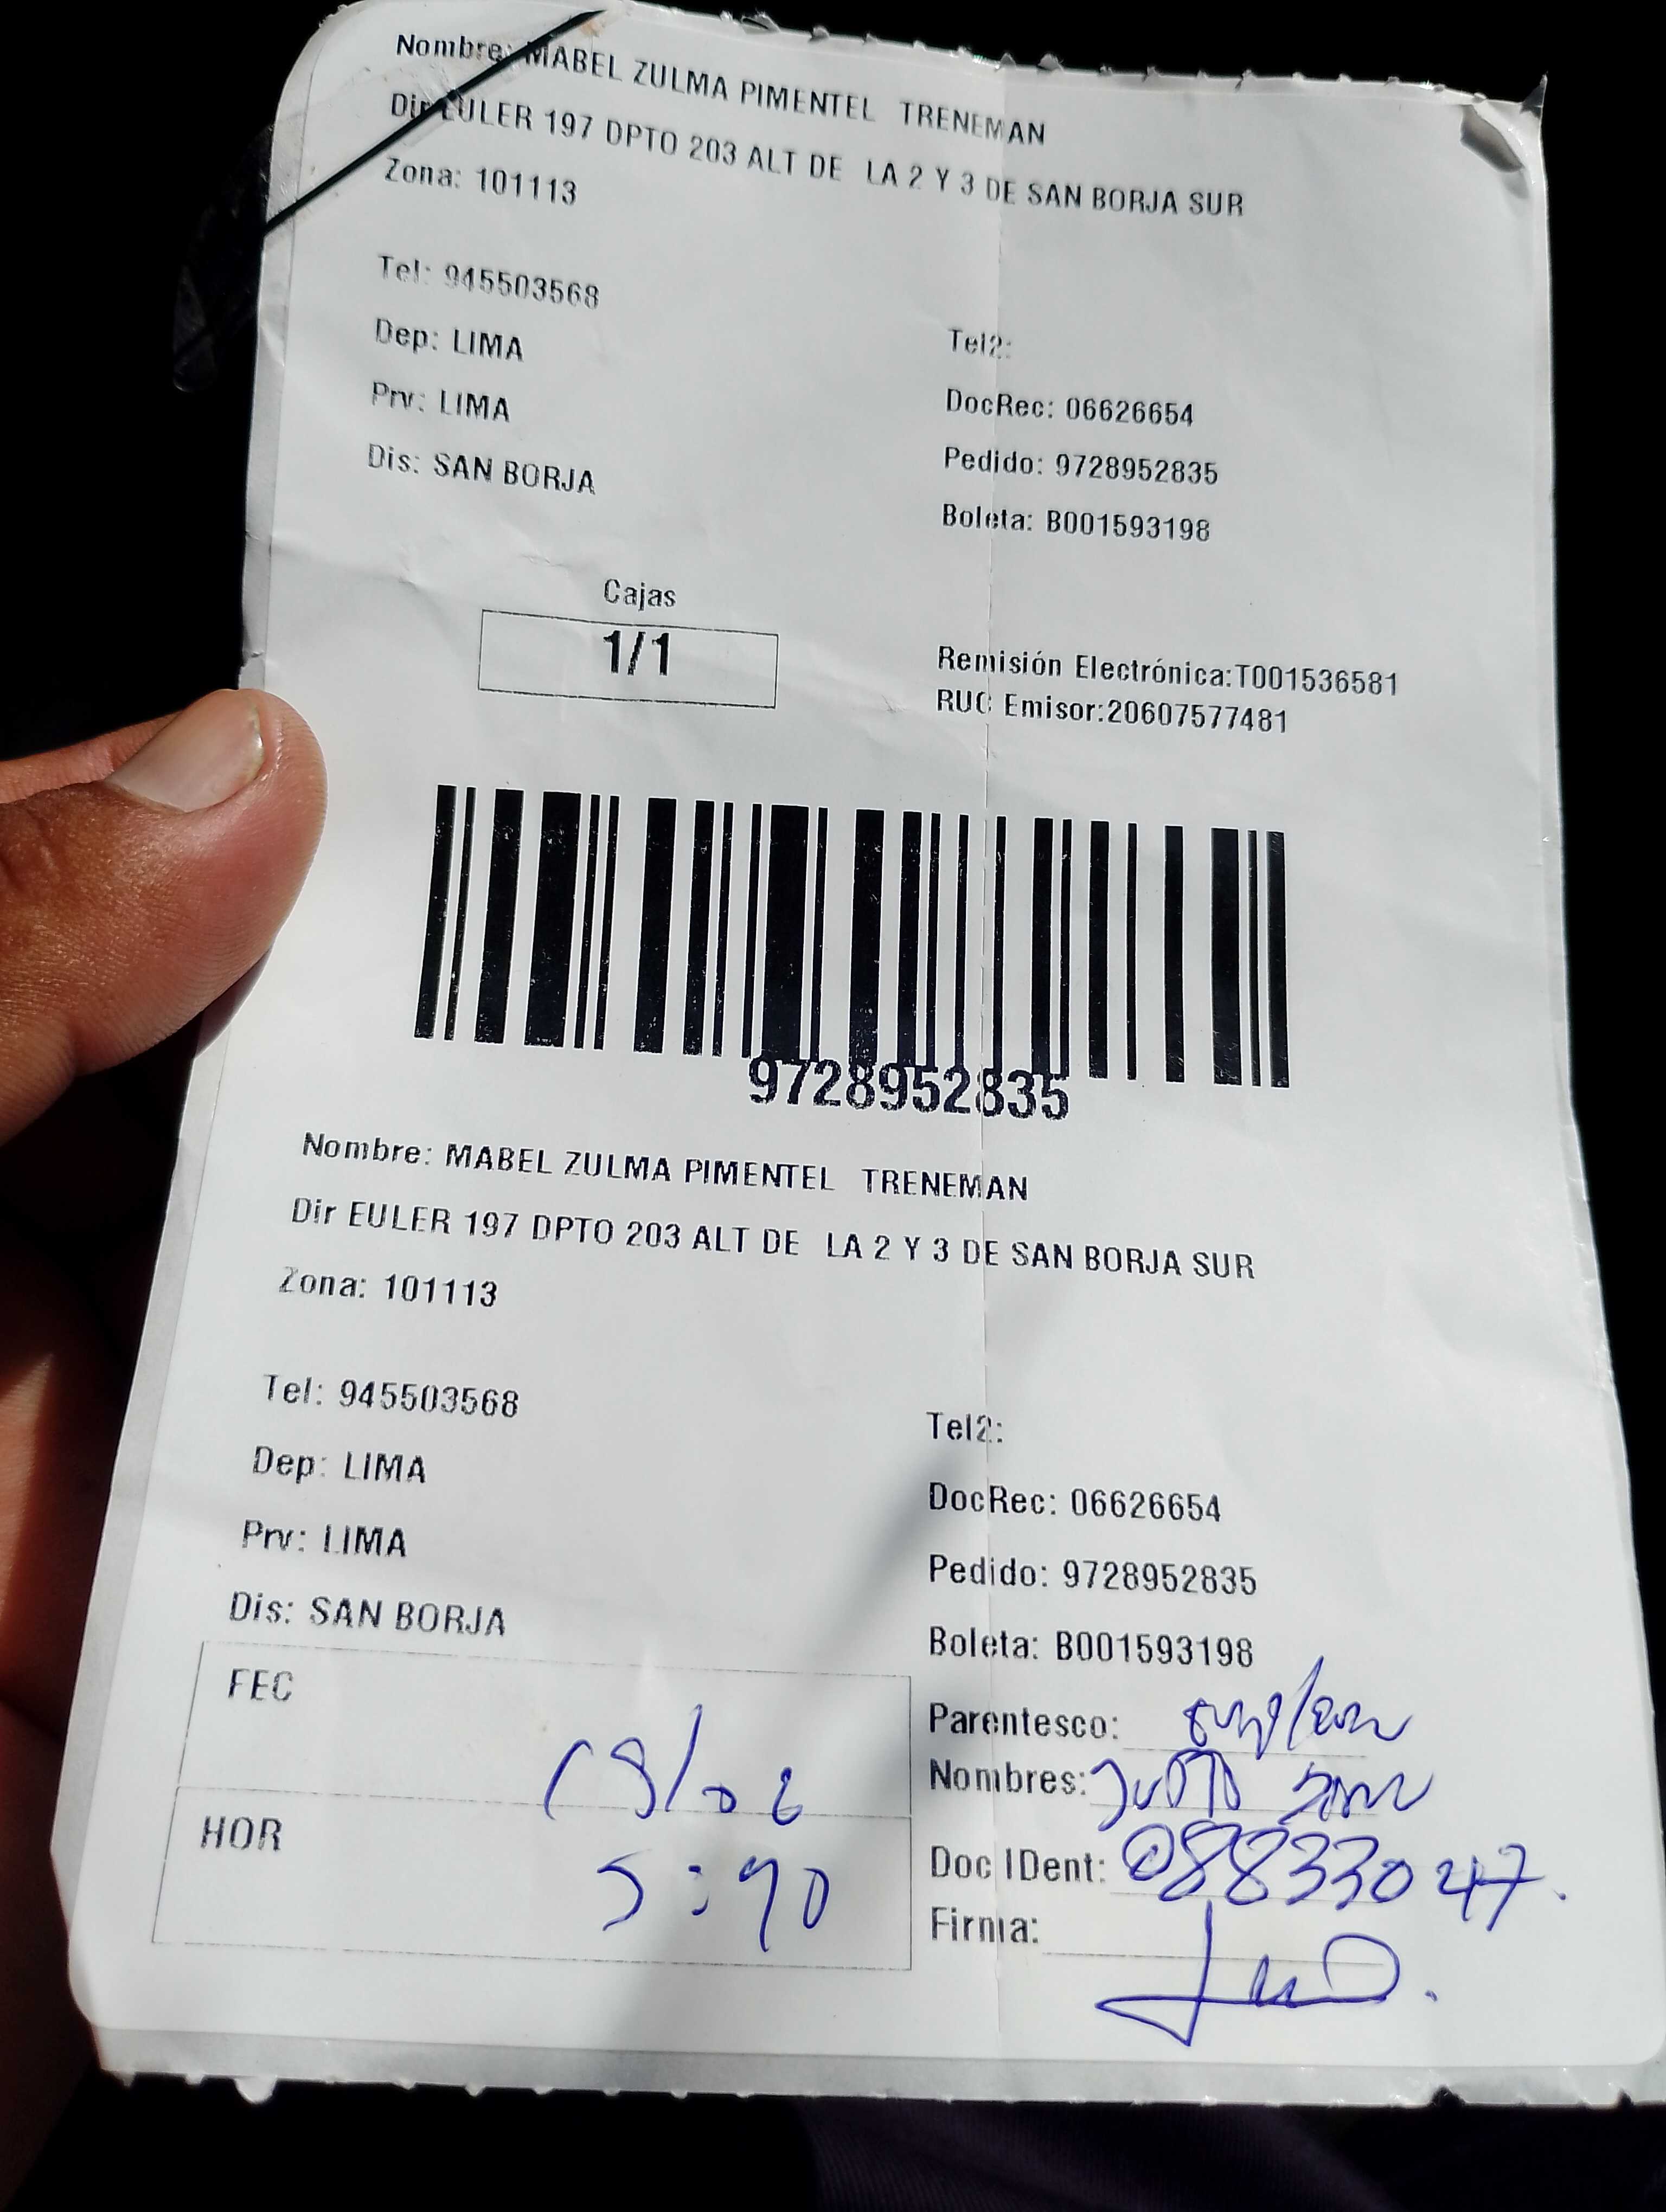 Nombre: MABEL ZULMA PIMENTEL TRENEMAN
Dir EULER 197 DPTO 203 ALT DE LA 2 Y 3 DE SAN BORJA SUR
Zona: 101113
Tel: 945503568
Tel2:
Dep: LIMA
DocRec: 06626654
Prv: LIMA
Pedido: 9728952835
Dis: SAN BORJA
Boleta: B001593198
Cajas
1/1
Remisión Electrónica:T001536581
RUC Emisor:20607577481
9728952835
Nombre: MABEL ZULMA PIMENTEL TRENEMAN
Dir EULER 197 DPTO 203 ALT DE LA 2 Y 3 DE SAN BORJA SUR
Zona: 101113
Tel: 945503568
Tel2:
Dep: LIMA
DocRec: 06626654
Prv: LIMA
Pedido: 9728952835
Dis: SAN BORJA
Boleta: B001593198
FEC
Parentesco:
Nombres:
HOR
Doc IDent: 08833047.
Firma: